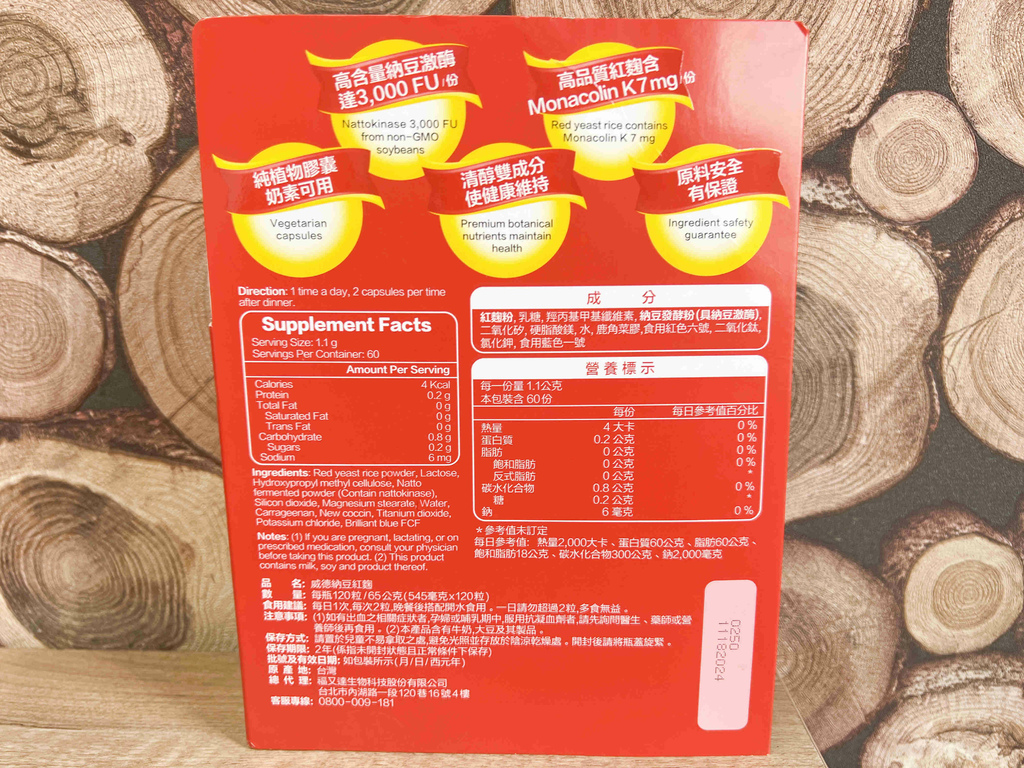 高含量納豆激酶
達3,000 FU/份
Nattokinase 3,000 FU
from non-GMO
soybeans
高品質紅麴含
Monacolin K7mg/份
Red yeast rice contains
Monacolin K 7 mg
純植物膠囊
奶素可用
Vegetarian
capsules
清醇雙成分
使健康維持
Premium botanical
nutrients maintain
health
原料安全
有保證
Ingredient safety
guarantee
Direction: 1 time a day, 2 capsules per time
after dinner.
Supplement Facts
Serving Size: 1.1 g
Servings Per Container: 60
Amount Per Serving
Calories 4 Kcal
Protein 0.2 g
Total Fat 0 g
Saturated Fat 0 g
Trans Fat 0 g
Carbohydrate 0.8 g
Sugars 0.2 g
Sodium 6 mg
Ingredients: Red yeast rice powder, Lactose,
Hydroxypropyl methyl cellulose, Natto
fermented powder (Contain nattokinase),
Silicon dioxide, Magnesium stearate, Water,
Carrageenan, New coccin, Titanium dioxide,
Potassium chloride, Brilliant blue FCF
Notes: (1) If you are pregnant, lactating, or on
prescribed medication, consult your physician
before taking this product. (2) This product
contains milk, soy and product thereof.
成 分
紅麴粉, 乳糖, 羥丙基甲基纖維素, 納豆發酵粉(具納豆激酶),
二氧化矽, 硬脂酸鎂, 水, 鹿角菜膠,食用紅色六號, 二氧化鈦,
氯化鉀, 食用藍色一號
營養標示
每一份量 1.1公克
本包裝含 60份
每份 每日參考值百分比
熱量 4 大卡 0 %
蛋白質 0.2 公克 0 %
脂肪 0 公克 0 %
飽和脂肪 0 公克 0 %
反式脂肪 0 公克 *
碳水化合物 0.8 公克 0 %
糖 0.2 公克 *
鈉 6 毫克 0 %
*參考值未訂定
每日參考值: 熱量2,000大卡、蛋白質60公克、脂肪60公克、
飽和脂肪18公克、碳水化合物300公克、鈉2,000毫克
品 名: 威德納豆紅麴
數 量: 每瓶120粒/65公克(545毫克x120粒)
食用建議: 每日1次,每次2粒,晚餐後搭配開水食用。一日請勿超過2粒,多食無益。
注意事項: (1)如有出血之相關症狀者,孕婦或哺乳期中,服用抗凝血劑者,請先詢問醫生、藥師或營
養師後再食用。(2)本產品含有牛奶,大豆及其製品。
保存方式: 請置於兒童不易拿取之處,避免光照並存放於陰涼乾燥處。開封後請將瓶蓋旋緊。
保存期限: 2年(係指未開封狀態且正常條件下保存)
批號及有效日期: 如包裝所示(月/日/西元年)
原 產 地: 台灣
總 代 理: 福又達生物科技股份有限公司
台北市內湖路一段120巷16號4樓
客服專線: 0800-009-181
025D
11182024